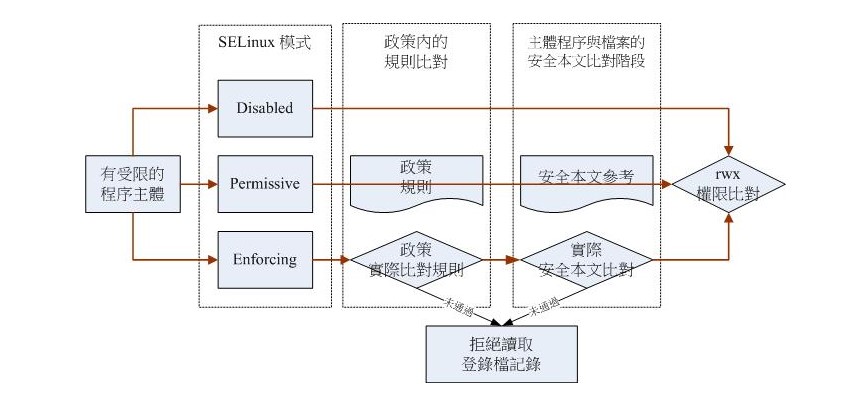 SELinux 模式
政策內的
規則比對
主體程序與檔案的
安全本文比對階段
Disabled
有受限的
程序主體
Permissive
政策
規則
安全本文參考
rwx
權限比對
Enforcing
政策
實際比對規則
實際
安全本文比對
未通過
未通過
拒絕讀取
登錄檔記錄